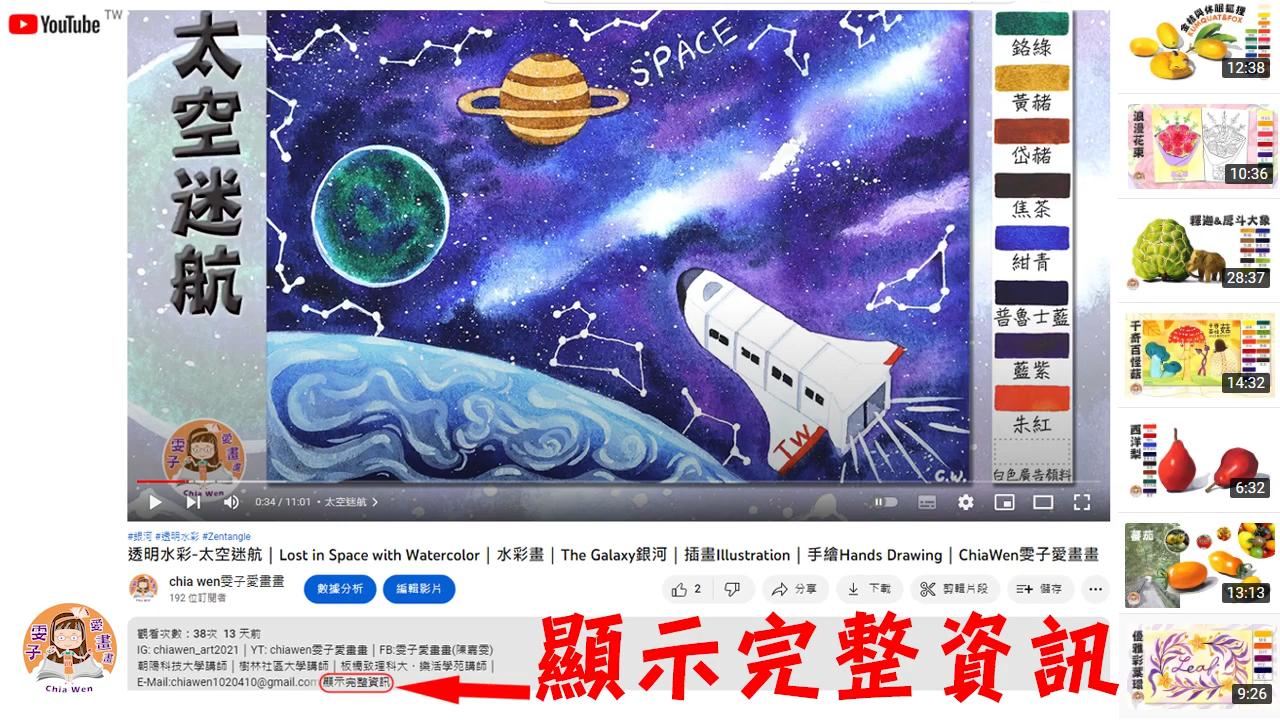 YouTube TW
太空迷航
SPACE
TW
C.W.
鉻綠
黃赭
岱赭
焦茶
紺青
普魯士藍
藍紫
朱紅
白色廣告顏料
雯子愛畫畫
Chia Wen
0:34 / 11:01 • 太空迷航
#銀河 #透明水彩 #Zentangle
透明水彩-太空迷航｜Lost in Space with Watercolor｜水彩畫｜The Galaxy銀河｜插畫Illustration｜手繪Hands Drawing｜ChiaWen雯子愛畫畫
chia wen雯子愛畫畫
192 位訂閱者
數據分析
編輯影片
2
分享
下載
剪輯片段
儲存
觀看次數：38次 13 天前
IG: chiawen_art2021｜YT: chiawen雯子愛畫畫｜FB:雯子愛畫畫(陳嘉雯)
朝陽科技大學講師｜樹林社區大學講師｜板橋致理科大．樂活學苑講師｜
E-Mail:chiawen1020410@gmail.com 顯示完整資訊
顯示完整資訊
雯子愛畫畫
Chia Wen
金桔與休眠狐狸
KUMQUAT&FOX
12:38
浪漫花束
10:36
釋迦&戽斗大象
28:37
千奇百怪菇
14:32
西洋梨
6:32
蕃茄
13:13
優雅彩葉環
Leaf
9:26